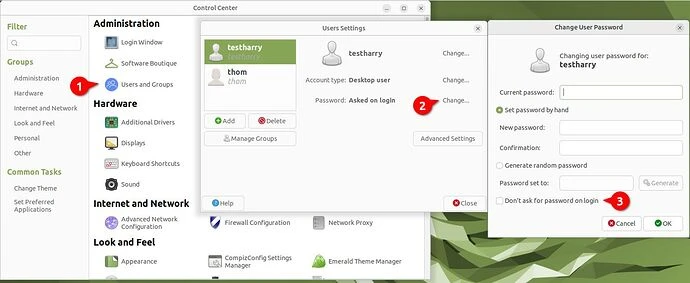 Control Center
Filter
Groups
Administration
Hardware
Internet and Network
Look and Feel
Personal
Other
Common Tasks
Change Theme
Set Preferred
Applications
Administration
Login Window
Software Boutique
1
Users and Groups
Hardware
Additional Drivers
Displays
Keyboard Shortcuts
Sound
Internet and Network
Advanced Network
Configuration
Firewall Configuration
Network Proxy
Look and Feel
Appearance
CompizConfig Settings
Manager
Emerald Theme Manager
Users Settings
testharry
testharry
thom
thom
Add
Delete
Manage Groups
testharry
Change...
Account type: Desktop user
Change...
Password: Asked on login
2
Change...
Advanced Settings
Help
Close
Change User Password
Changing user password for:
testharry
Current password:
Set password by hand
New password:
Confirmation:
Generate random password
Password set to:
Generate
Don't ask for password on login
3
Cancel
OK